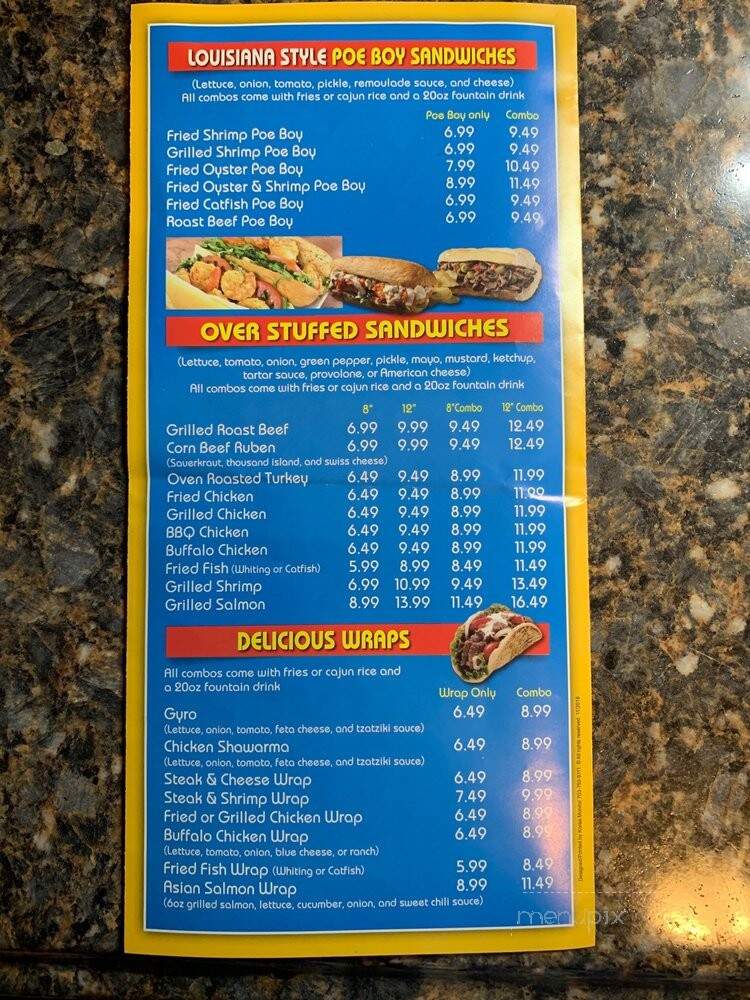 LOUISIANA STYLE POE BOY SANDWICHES
(Lettuce, onion, tomato, pickle, remoulade sauce, and cheese)
All combos come with fries or cajun rice and a 20oz fountain drink
Poe Boy only Combo
Fried Shrimp Poe Boy 6.99 9.49
Grilled Shrimp Poe Boy 6.99 9.49
Fried Oyster Poe Boy 7.99 10.49
Fried Oyster & Shrimp Poe Boy 8.99 11.49
Fried Catfish Poe Boy 6.99 9.49
Roast Beef Poe Boy 6.99 9.49
OVER STUFFED SANDWICHES
(Lettuce, tomato, onion, green pepper, pickle, mayo, mustard, ketchup,
tartar sauce, provolone, or American cheese)
All combos come with fries or cajun rice and a 20oz fountain drink
8" 12" 8"Combo 12" Combo
Grilled Roast Beef 6.99 9.99 9.49 12.49
Corn Beef Ruben 6.99 9.99 9.49 12.49
(Sauerkraut, thousand island, and swiss cheese)
Oven Roasted Turkey 6.49 9.49 8.99 11.99
Fried Chicken 6.49 9.49 8.99 11.99
Grilled Chicken 6.49 9.49 8.99 11.99
BBQ Chicken 6.49 9.49 8.99 11.99
Buffalo Chicken 6.49 9.49 8.99 11.99
Fried Fish (Whiting or Catfish) 5.99 8.99 8.49 11.49
Grilled Shrimp 6.99 10.99 9.49 13.49
Grilled Salmon 8.99 13.99 11.49 16.49
DELICIOUS WRAPS
All combos come with fries or cajun rice and
a 20oz fountain drink
Wrap Only Combo
Gyro 6.49 8.99
(Lettuce, onion, tomato, feta cheese, and tzatziki sauce)
Chicken Shawarma 6.49 8.99
(Lettuce, onion, tomato, feta cheese, and tzatziki sauce)
Steak & Cheese Wrap 6.49 8.99
Steak & Shrimp Wrap 7.49 9.99
Fried or Grilled Chicken Wrap 6.49 8.99
Buffalo Chicken Wrap 6.49 8.99
(Lettuce, tomato, onion, blue cheese, or ranch)
Fried Fish Wrap (Whiting or Catfish) 5.99 8.49
Asian Salmon Wrap 8.99 11.49
(6oz grilled salmon, lettuce, cucumber, onion, and sweet chili sauce)
menupix